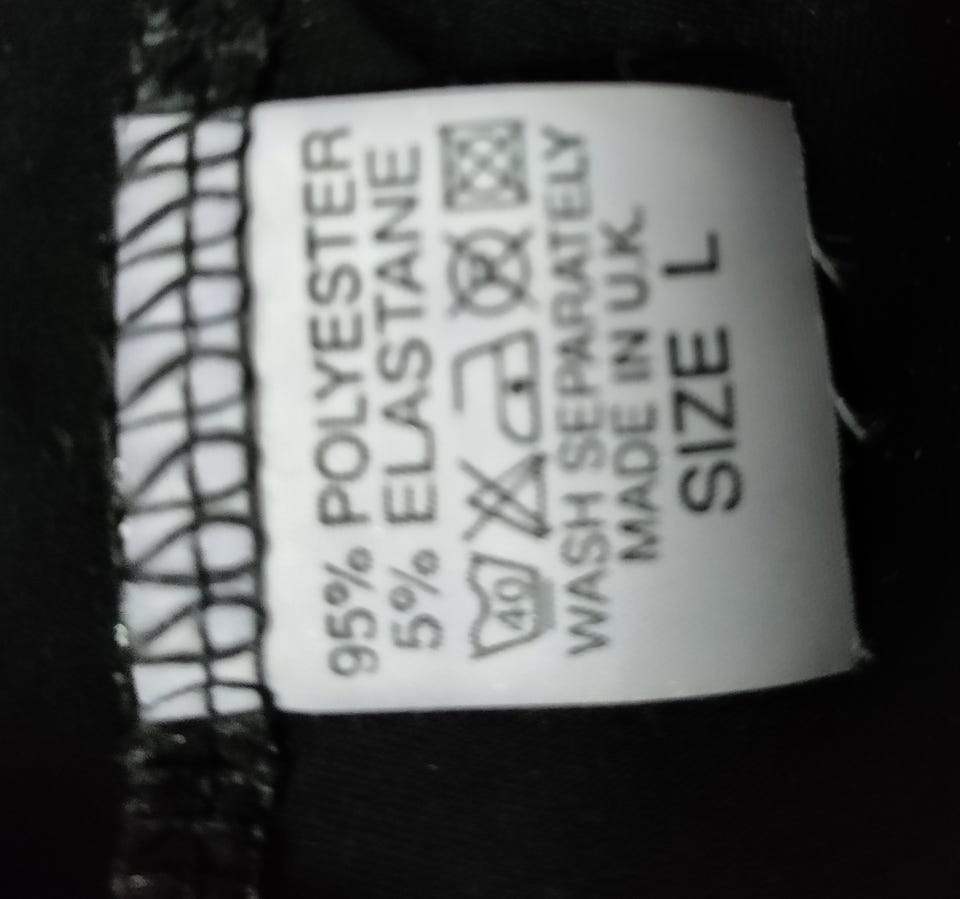 95% POLYESTER
5% ELASTANE
40
WASH SEPARATELY
MADE IN U.K.
SIZE L